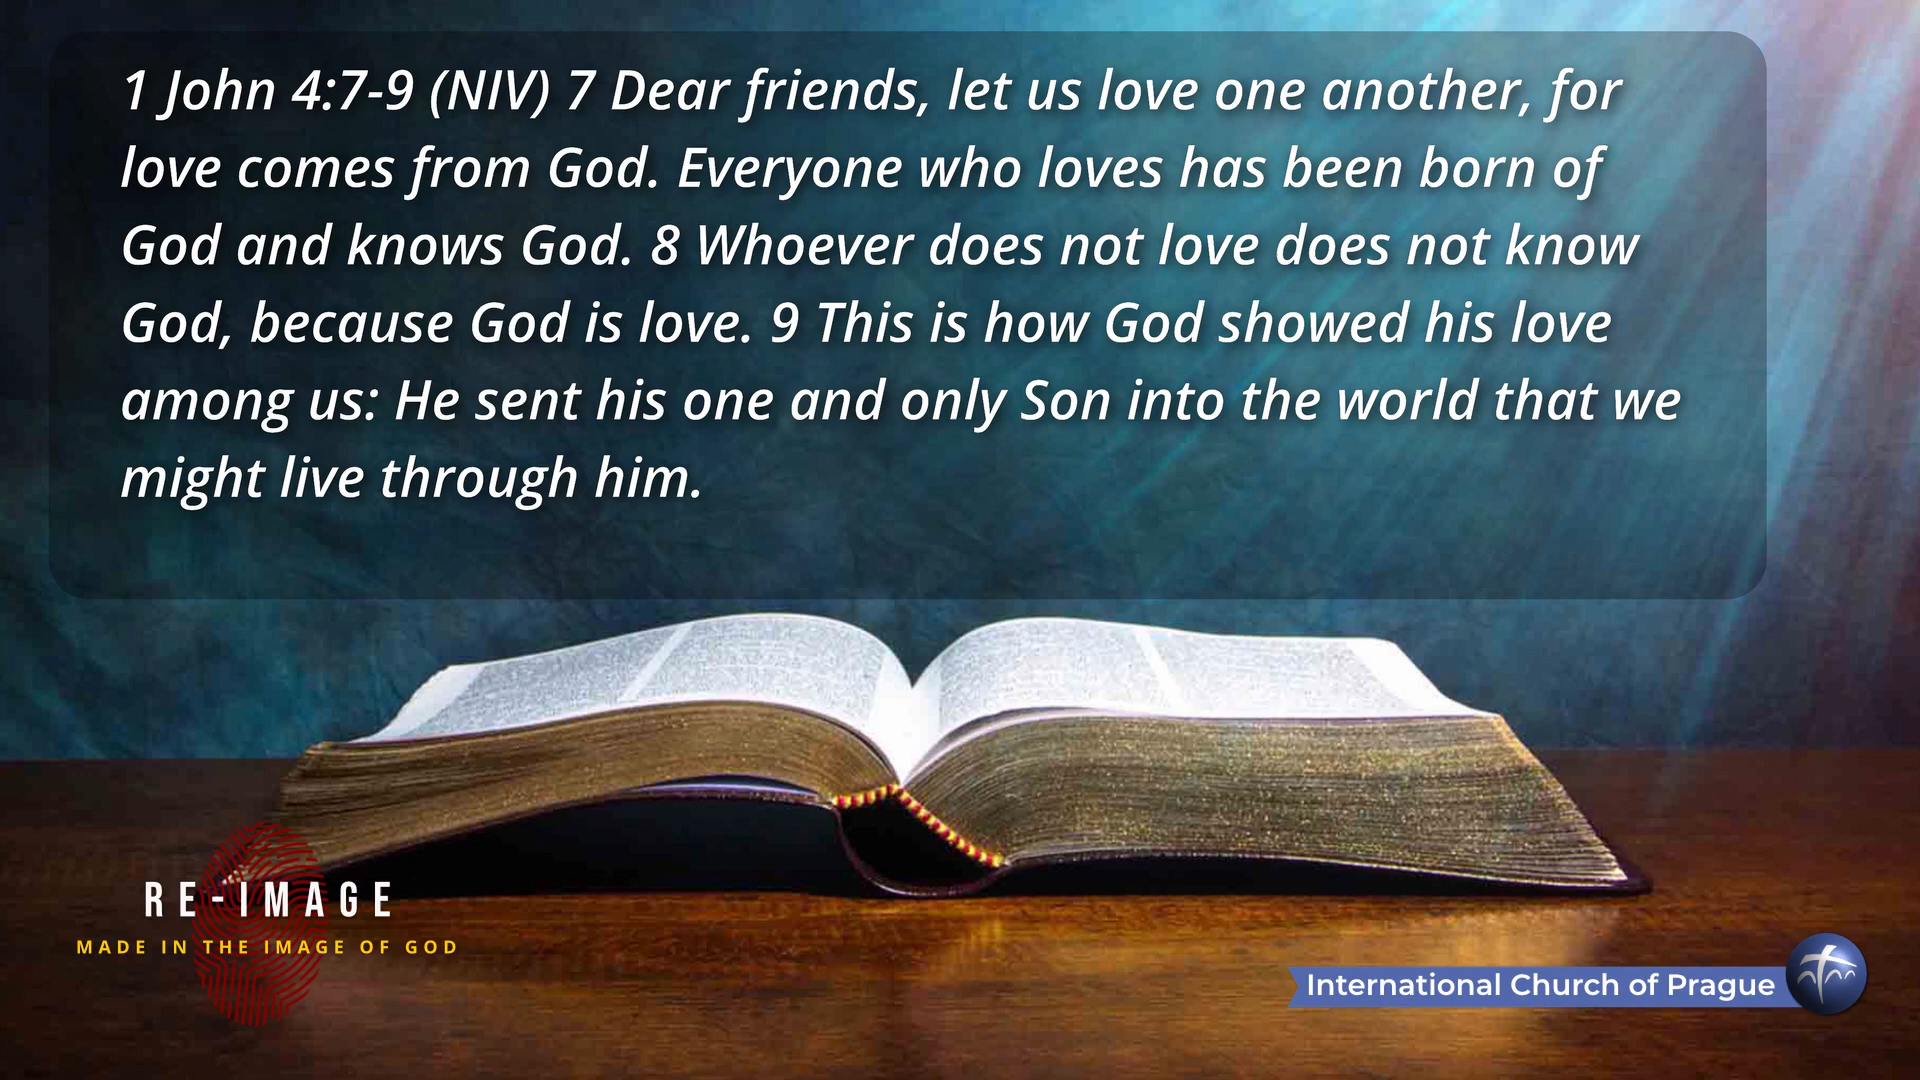 1 John 4:7-9 (NIV) 7 Dear friends, let us love one another, for
love comes from God. Everyone who loves has been born of
God and knows God. 8 Whoever does not love does not know
God, because God is love. 9 This is how God showed his love
among us: He sent his one and only Son into the world that we
might live through him.
RE-IMAGE
MADE IN THE IMAGE OF GOD
International Church of Prague